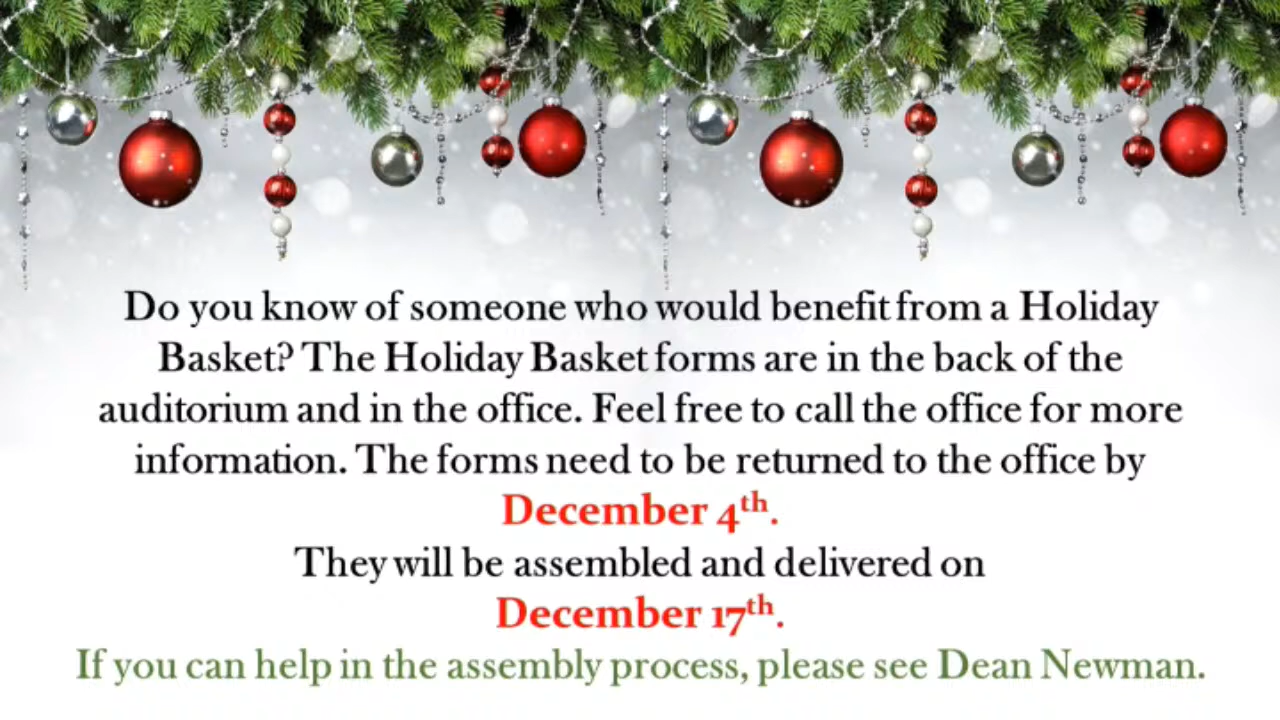 Do you know of someone who would benefit from a Holiday
Basket? The Holiday Basket forms are in the back of the
auditorium and in the office. Feel free to call the office for more
information. The forms need to be returned to the office by
December 4th.
They will be assembled and delivered on
December 17th.
If you can help in the assembly process, please see Dean Newman.